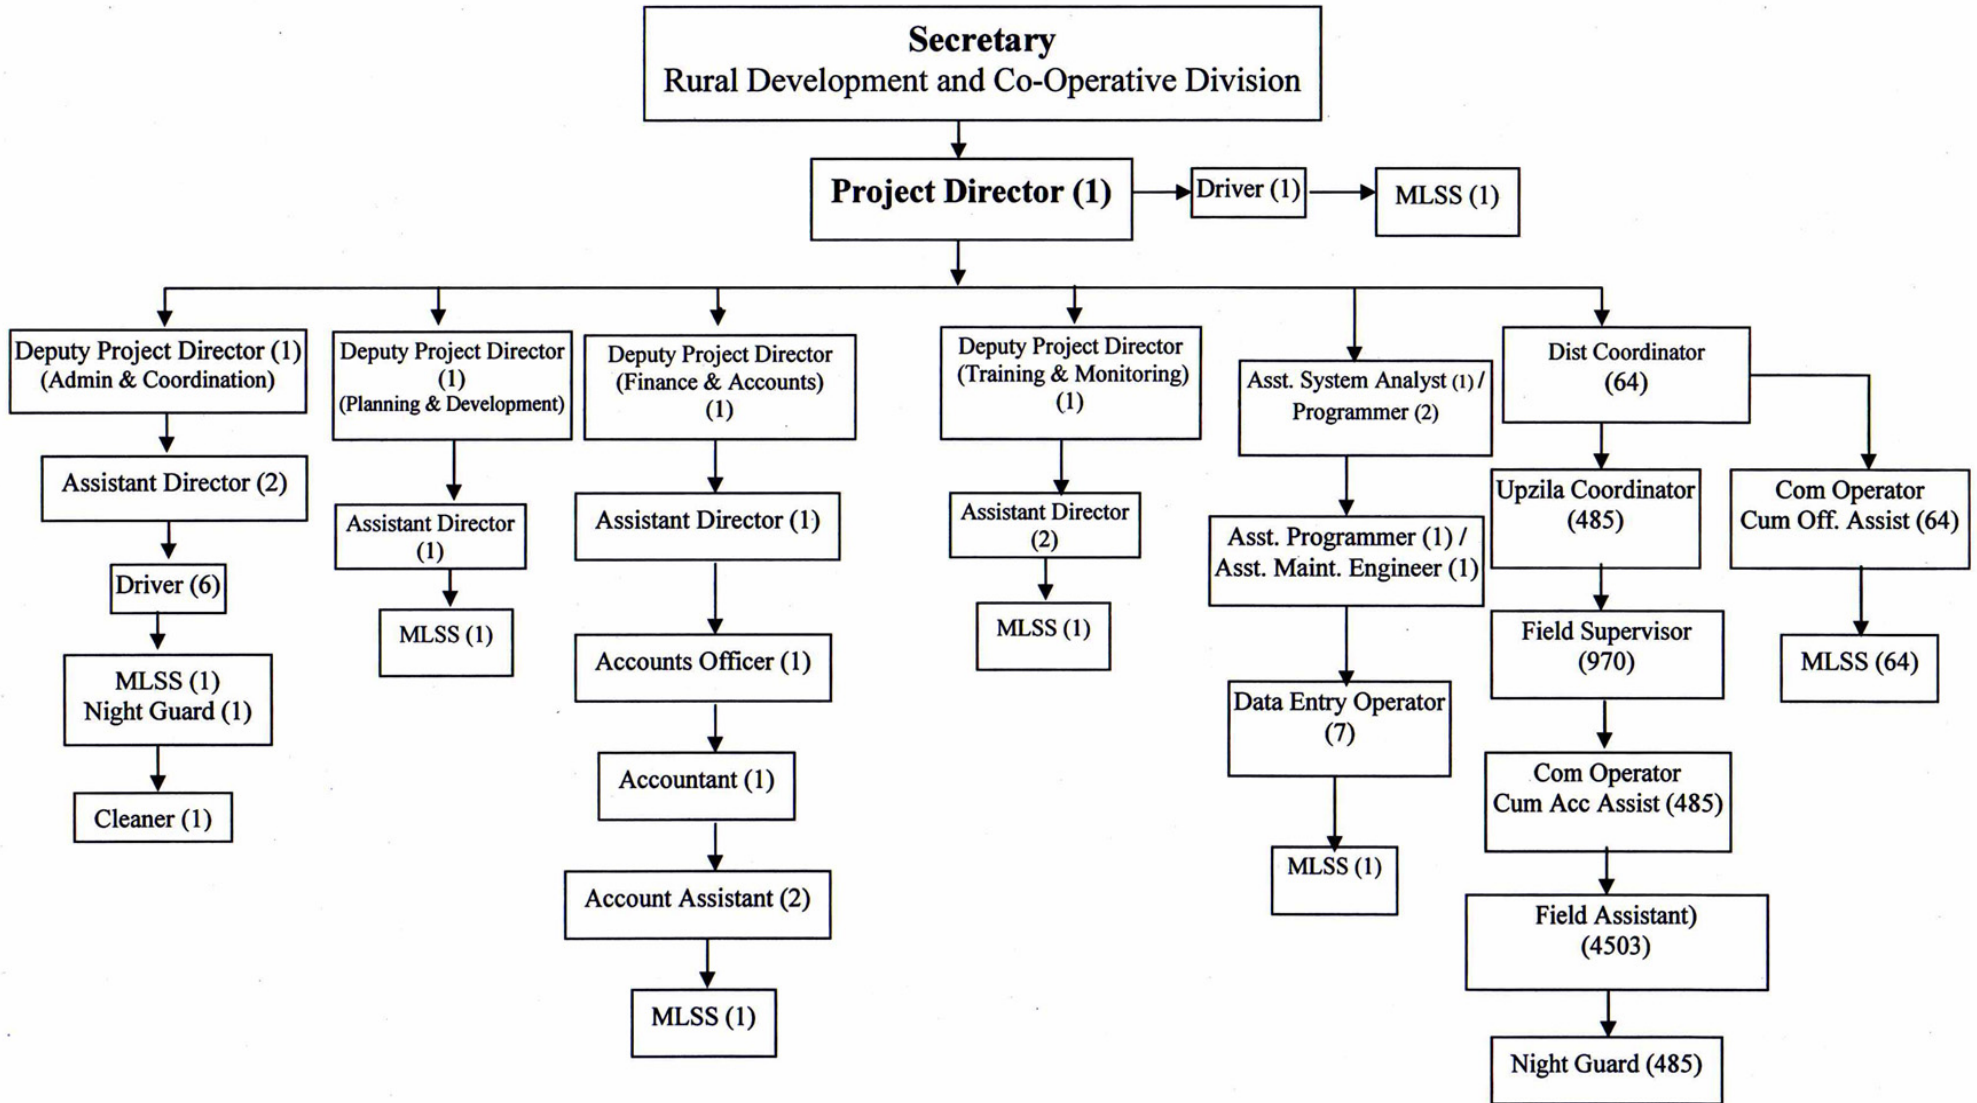 Secretary
Rural Development and Co-Operative Division
Project Director (1)
Driver (1)
MLSS (1)
Deputy Project Director (1)
(Admin & Coordination)
Assistant Director (2)
Driver (6)
MLSS (1)
Night Guard (1)
Cleaner (1)
Deputy Project Director
(1)
(Planning & Development)
Assistant Director
(1)
MLSS (1)
Deputy Project Director
(Finance & Accounts)
(1)
Assistant Director (1)
Accounts Officer (1)
Accountant (1)
Account Assistant (2)
MLSS (1)
Deputy Project Director
(Training & Monitoring)
(1)
Assistant Director
(2)
MLSS (1)
Asst. System Analyst (1) /
Programmer (2)
Asst. Programmer (1) /
Asst. Maint. Engineer (1)
Data Entry Operator
(7)
MLSS (1)
Dist Coordinator
(64)
Upzila Coordinator
(485)
Field Supervisor
(970)
Com Operator
Cum Acc Assist (485)
Field Assistant)
(4503)
Night Guard (485)
Com Operator
Cum Off. Assist (64)
MLSS (64)